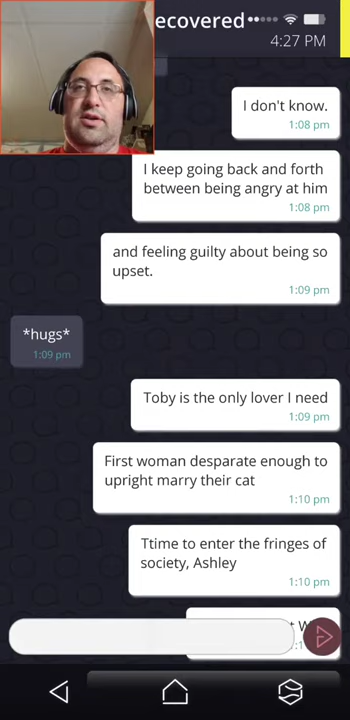 ecovered
4:27 PM
I don't know.
1:08 pm
I keep going back and forth
between being angry at him
1:08 pm
and feeling guilty about being so
upset.
1:09 pm
*hugs*
1:09 pm
Toby is the only lover I need
1:09 pm
First woman desparate enough to
upright marry their cat
1:10 pm
Ttime to enter the fringes of
society, Ashley
1:10 pm